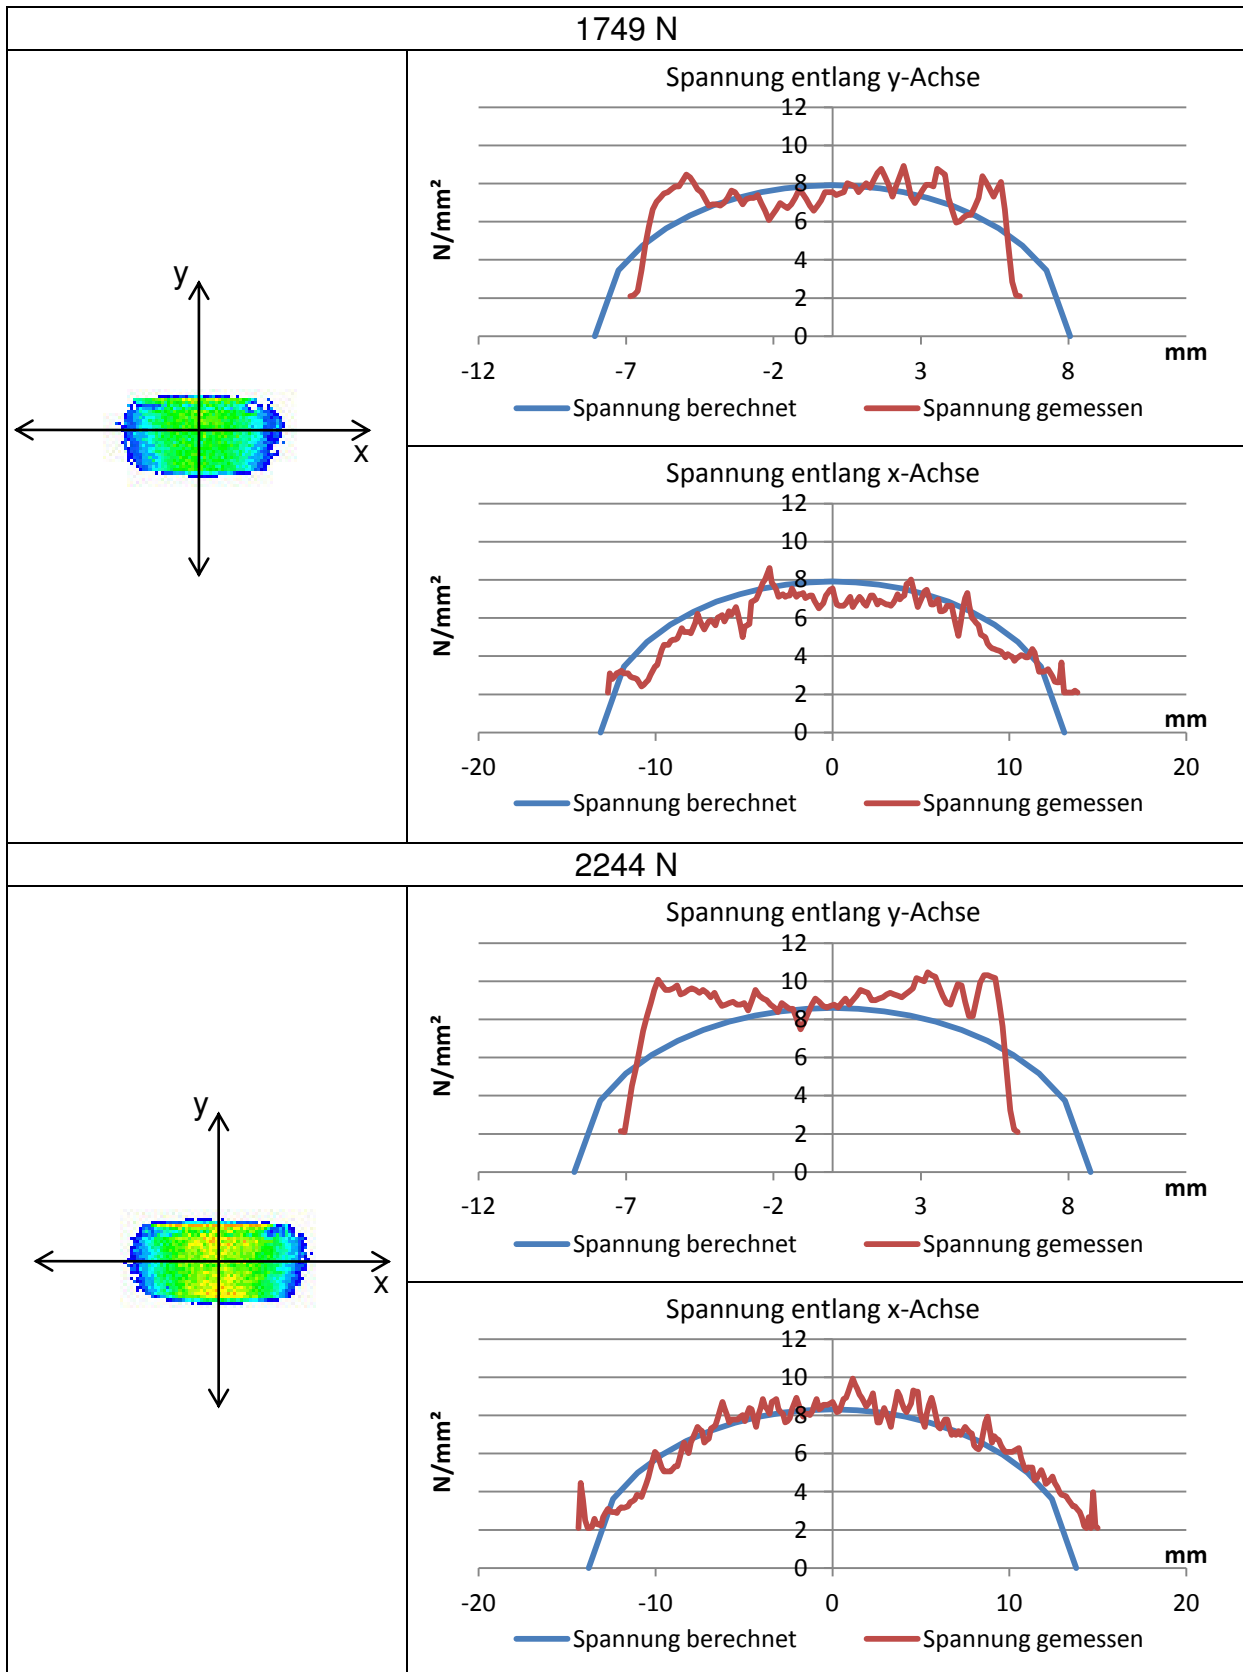 1749 N
y
x
Spannung entlang y-Achse
12
10
8
6
4
2
0
N/mm²
mm
-12 -7 -2 3 8
Spannung berechnet Spannung gemessen
Spannung entlang x-Achse
12
10
8
6
4
2
0
N/mm²
mm
-20 -10 0 10 20
Spannung berechnet Spannung gemessen
2244 N
y
x
Spannung entlang y-Achse
12
10
8
6
4
2
0
N/mm²
-12 -7 -2 3 8
Spannung berechnet Spannung gemessen
Spannung entlang x-Achse
12
10
8
6
4
2
0
N/mm²
mm
-20 -10 0 10 20
Spannung berechnet Spannung gemessen